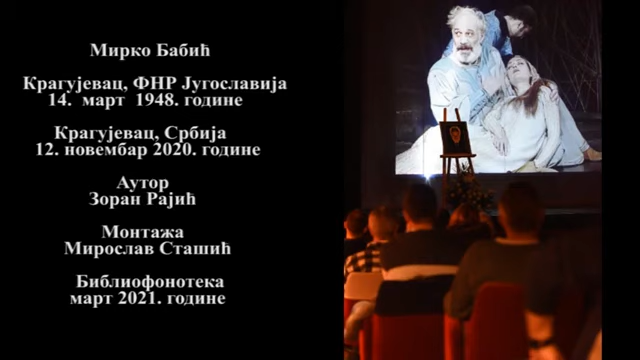 Мирко Бабић
Крагујевац, ФНР Југославија
14. март 1948. године
Крагујевац, Србија
12. новембар 2020. године
Аутор
Зоран Рајић
Монтажа
Мирослав Сташић
Библиофонотека
март 2021. године